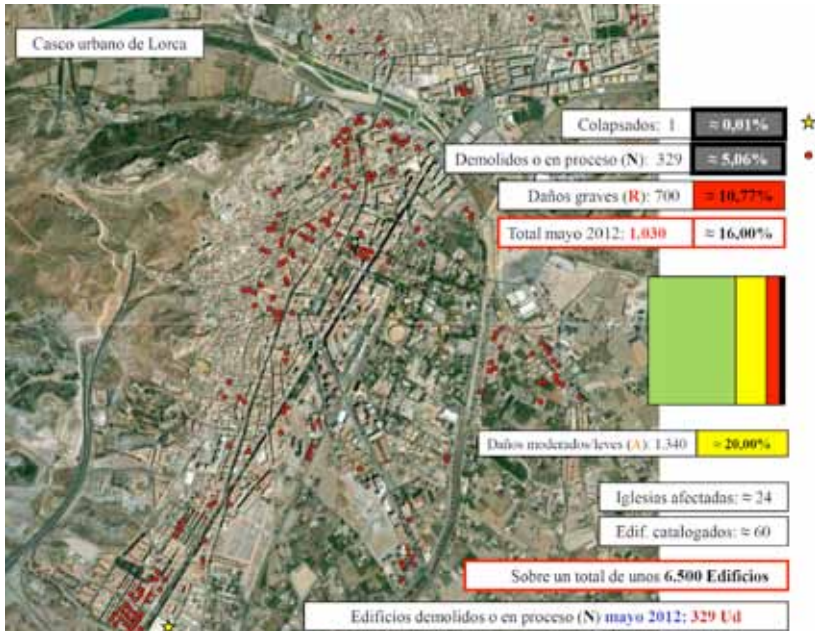 Casco urbano de Lorca
Colapsados: 1 ≈ 0,01%
Demolidos o en proceso (N): 329 ≈ 5,06%
Daños graves (R): 700 ≈ 10,77%
Total mayo 2012: 1.030 ≈ 16,00%
Daños moderados/leves (A): 1.340 ≈ 20,00%
Iglesias afectadas: ≈ 24
Edif. catalogados: ≈ 60
Sobre un total de unos 6.500 Edificios
Edificios demolidos o en proceso (N) mayo 2012: 329 Ud